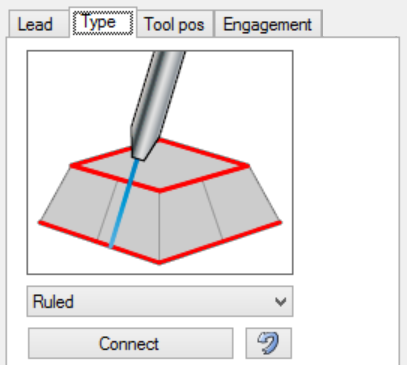 Lead Type Tool pos Engagement
Ruled
Connect